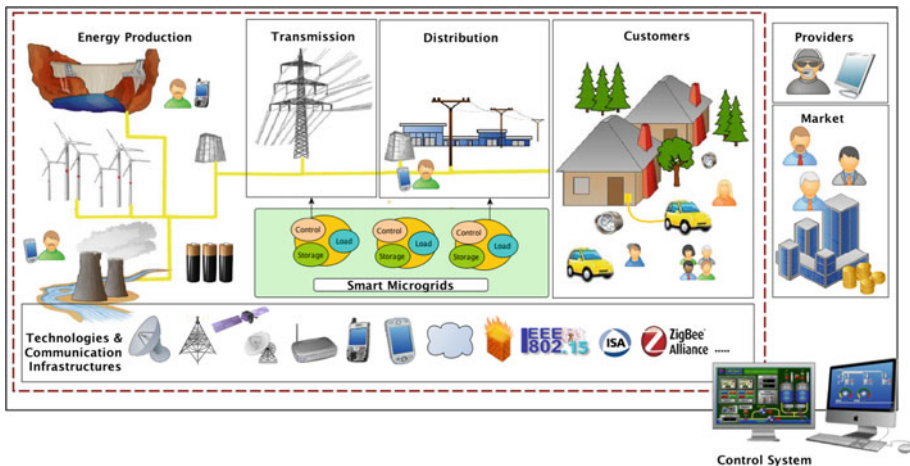 Energy Production
Transmission
Distribution
Customers
Providers
Market
Control
Load
Storage
Control
Load
Storage
Control
Load
Storage
Smart Microgrids
Technologies &
Communication
Infrastructures
IEEE
802.15
ISA
ZigBee
Alliance
.....
Control System